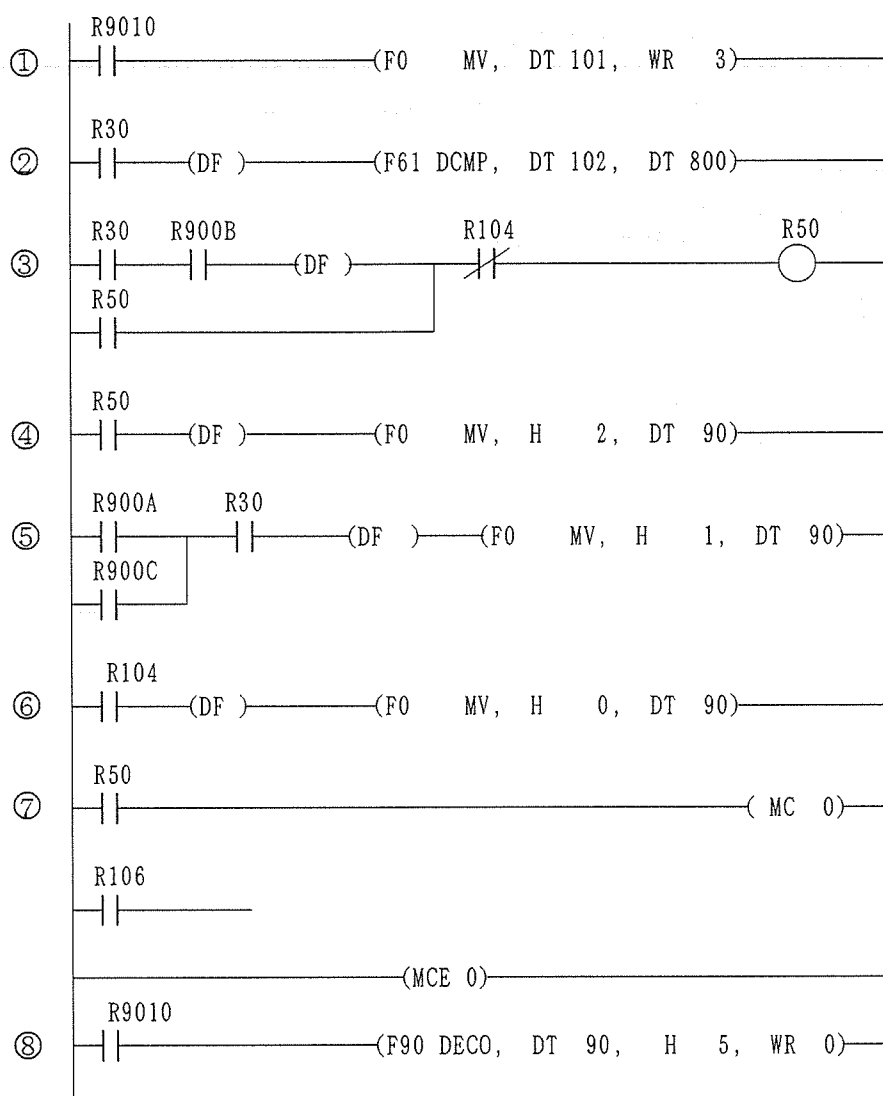 R9010
① (F0 MV, DT 101, WR 3)
R30
② (DF ) (F61 DCMP, DT 102, DT 800)
R30 R900B R104 R50
③ (DF )
R50
R50
④ (DF ) (F0 MV, H 2, DT 90)
R900A R30
⑤ (DF ) (F0 MV, H 1, DT 90)
R900C
R104
⑥ (DF ) (F0 MV, H 0, DT 90)
R50
⑦ ( MC 0)
R106
(MCE 0)
R9010
⑧ (F90 DECO, DT 90, H 5, WR 0)